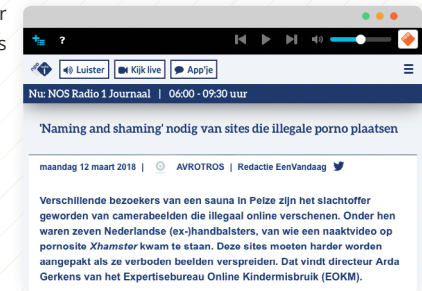 r
s
?
npo
Luister
Kijk live
App'je
Nu: NOS Radio 1 Journaal | 06:00 - 09:30 uur
'Naming and shaming' nodig van sites die illegale porno plaatsen
maandag 12 maart 2018 | AVROTROS | Redactie EenVandaag
Verschillende bezoekers van een sauna in Peize zijn het slachtoffer
geworden van camerabeelden die illegaal online verschenen. Onder hen
waren zeven Nederlandse (ex-)handbalsters, van wie een naaktvideo op
pornosite Xhamster kwam te staan. Deze sites moeten harder worden
aangepakt als ze verboden beelden verspreiden. Dat vindt directeur Arda
Gerkens van het Expertisebureau Online Kindermisbruik (EOKM).